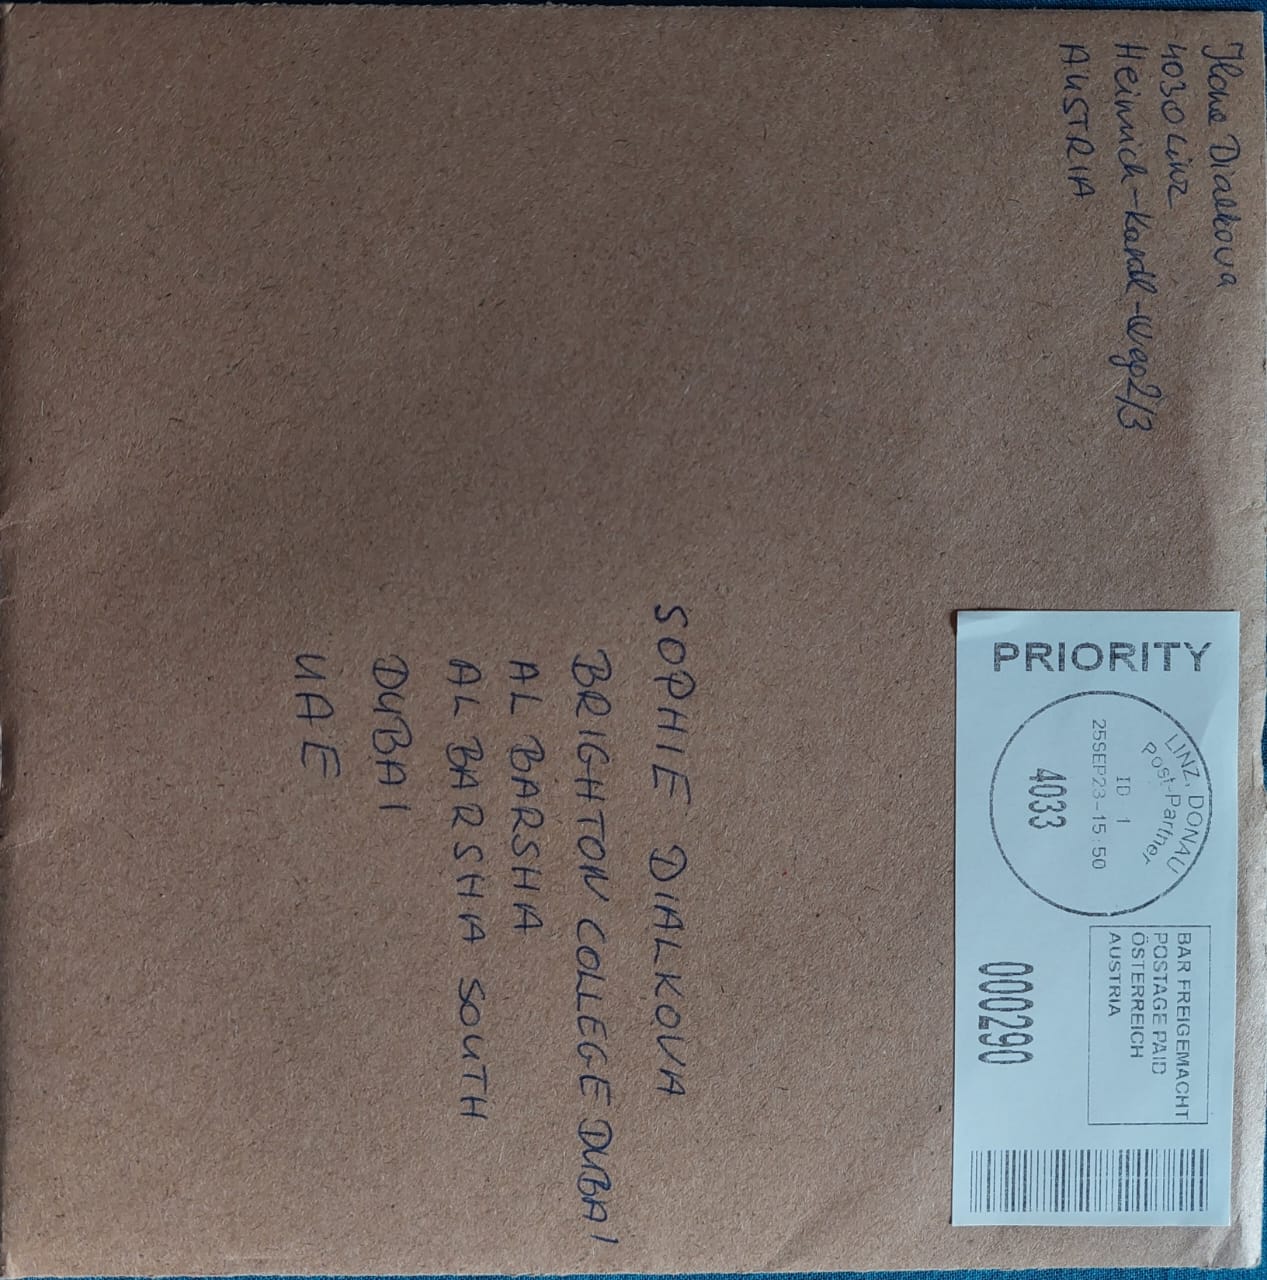 Ilona Dialkova
4030 Linz
Heinrich-Kandl-Weg 2/3
AUSTRIA
PRIORITY
LINZ, DONAU
Post-Partner
ID 1
25SEP23-15:50
4033
BAR FREIGEMACHT
POSTAGE PAID
ÖSTERREICH
AUSTRIA
000290
SOPHIE DIALKOVA
BRIGHTON COLLEGE DUBAI
AL BARSHA
AL BARSHA SOUTH
DUBAI
UAE